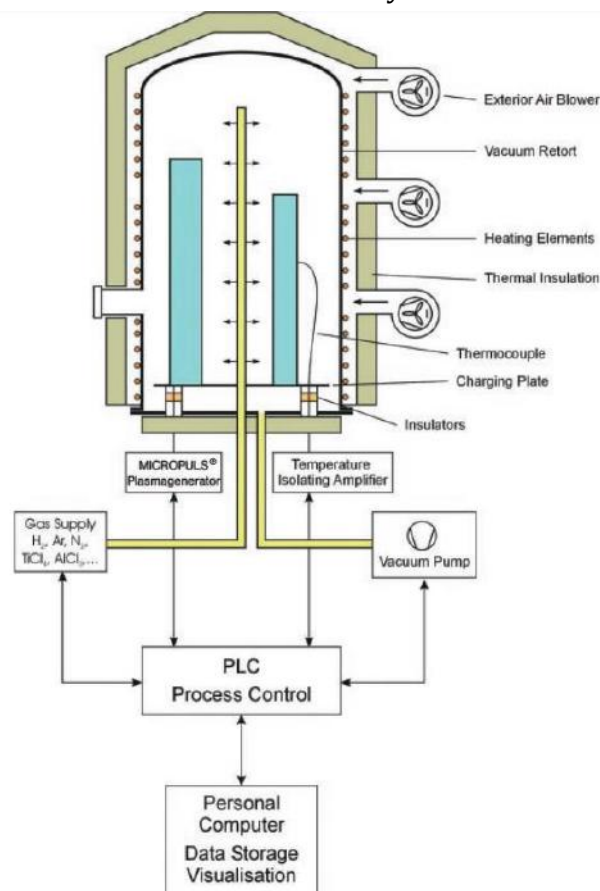 Exterior Air Blower
Vacuum Retort
Heating Elements
Thermal Insulation
Thermocouple
Charging Plate
Insulators
MICROPULS®
Plasmagenerator
Temperature
Isolating Amplifier
Gas Supply
H₂, Ar, N₂,
TiCl₄, AlCl₃,...
Vacuum Pump
PLC
Process Control
Personal
Computer
Data Storage
Visualisation